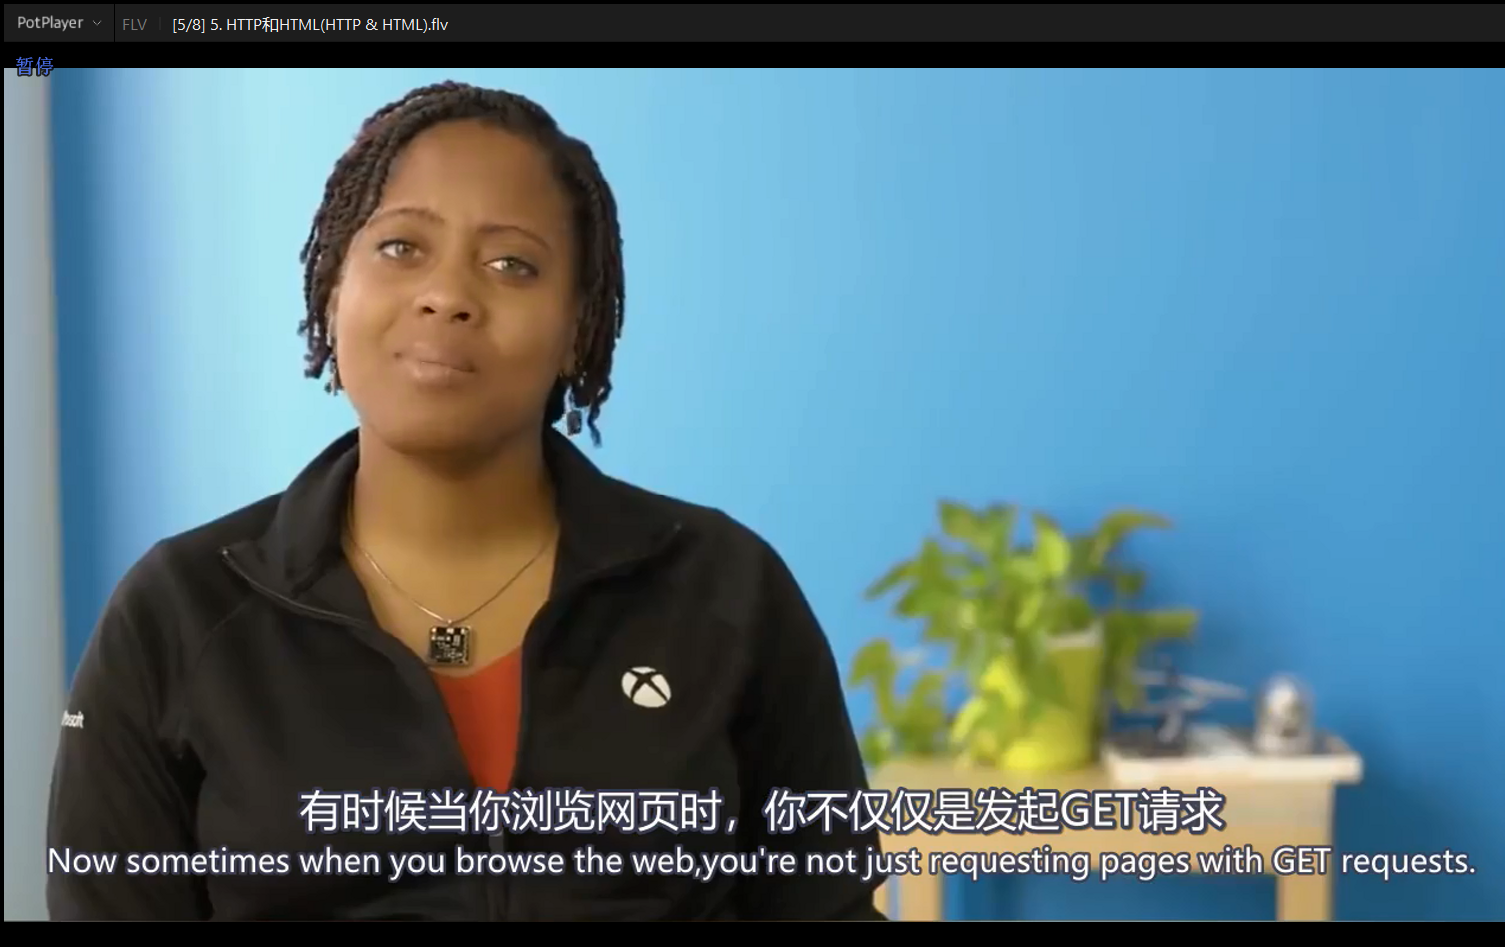 PotPlayer FLV [5/8] 5. HTTP和HTML(HTTP & HTML).flv
暂停
有时候当你浏览网页时，你不仅仅是发起GET请求
Now sometimes when you browse the web,you're not just requesting pages with GET requests.